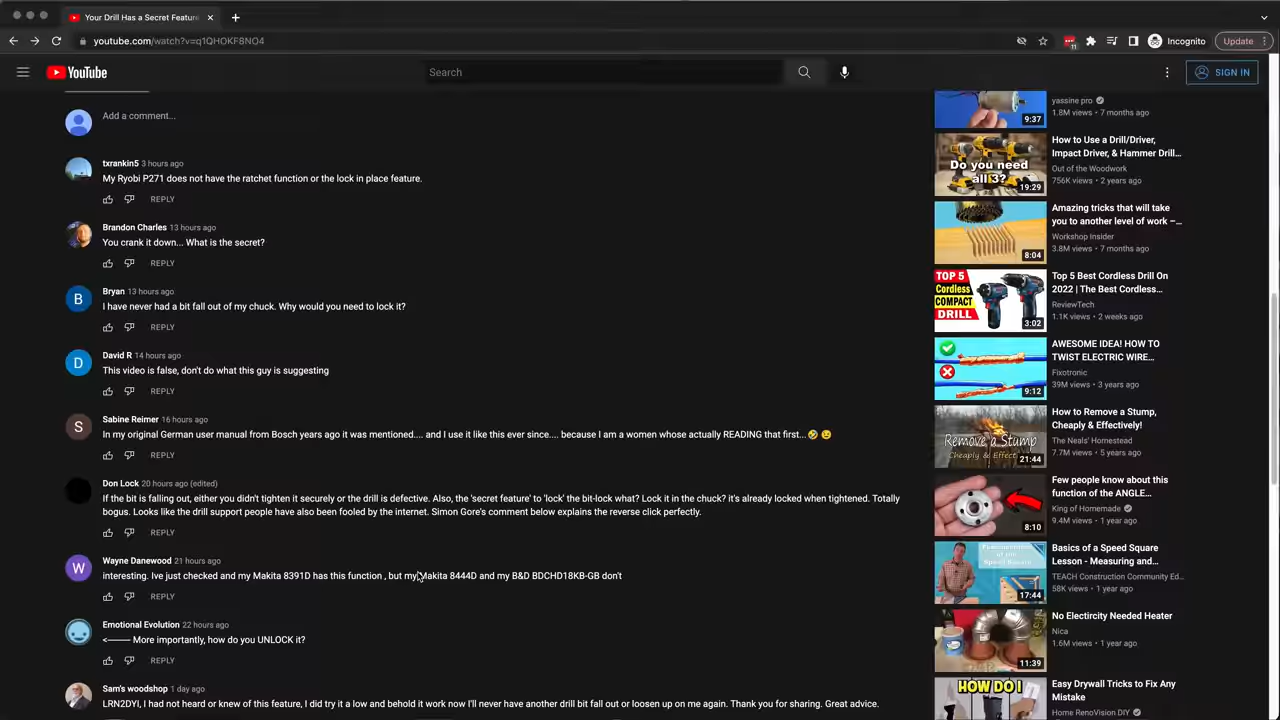 Your Drill Has a Secret Feature
youtube.com/watch?v=q1QHOKF8NO4
11
Incognito
Update
YouTube
Search
SIGN IN
Add a comment...
txrankin5 3 hours ago
My Ryobi P271 does not have the ratchet function or the lock in place feature.
REPLY
Brandon Charles 13 hours ago
You crank it down... What is the secret?
REPLY
B
Bryan 13 hours ago
I have never had a bit fall out of my chuck. Why would you need to lock it?
REPLY
D
David R 14 hours ago
This video is false, don't do what this guy is suggesting
REPLY
S
Sabine Reimer 16 hours ago
In my original German user manual from Bosch years ago it was mentioned.... and I use it like this ever since.... because I am a women whose actually READING that first... 🤣 😉
REPLY
Don Lock 20 hours ago (edited)
If the bit is falling out, either you didn't tighten it securely or the drill is defective. Also, the 'secret feature' to 'lock' the bit-lock what? Lock it in the chuck? it's already locked when tightened. Totally
bogus. Looks like the drill support people have also been fooled by the internet. Simon Gore's comment below explains the reverse click perfectly.
REPLY
W
Wayne Danewood 21 hours ago
interesting. Ive just checked and my Makita 8391D has this function , but my Makita 8444D and my B&D BDCHD18KB-GB don't
REPLY
Emotional Evolution 22 hours ago
<——– More importantly, how do you UNLOCK it?
REPLY
Sam's woodshop 1 day ago
LRN2DYI, I had not heard or knew of this feature, I did try it a low and behold it work now I'll never have another drill bit fall out or loosen up on me again. Thank you for sharing. Great advice.
yassine pro
1.8M views • 7 months ago
9:37
How to Use a Drill/Driver,
Impact Driver, & Hammer Drill...
Out of the Woodwork
756K views • 2 years ago
Do you need
all 3?
19:29
Amazing tricks that will take
you to another level of work –...
Workshop Insider
3.8M views • 7 months ago
8:04
Top 5 Best Cordless Drill On
2022 | The Best Cordless...
ReviewTech
1.1K views • 2 weeks ago
TOP 5
Cordless
COMPACT
DRILL
3:02
AWESOME IDEA! HOW TO
TWIST ELECTRIC WIRE...
Fixotronic
39M views • 3 years ago
9:12
How to Remove a Stump,
Cheaply & Effectively!
The Neals' Homestead
7.7M views • 5 years ago
Remove a Stump
Cheaply & Effect
21:44
Few people know about this
function of the ANGLE...
King of Homemade
9.4M views • 1 year ago
8:10
Basics of a Speed Square
Lesson - Measuring and...
TEACH Construction Community Ed...
58K views • 1 year ago
Speed Square
17:44
No Electircity Needed Heater
Nica
1.6M views • 1 year ago
11:39
Easy Drywall Tricks to Fix Any
Mistake
Home RenoVision DIY
HOW DO I